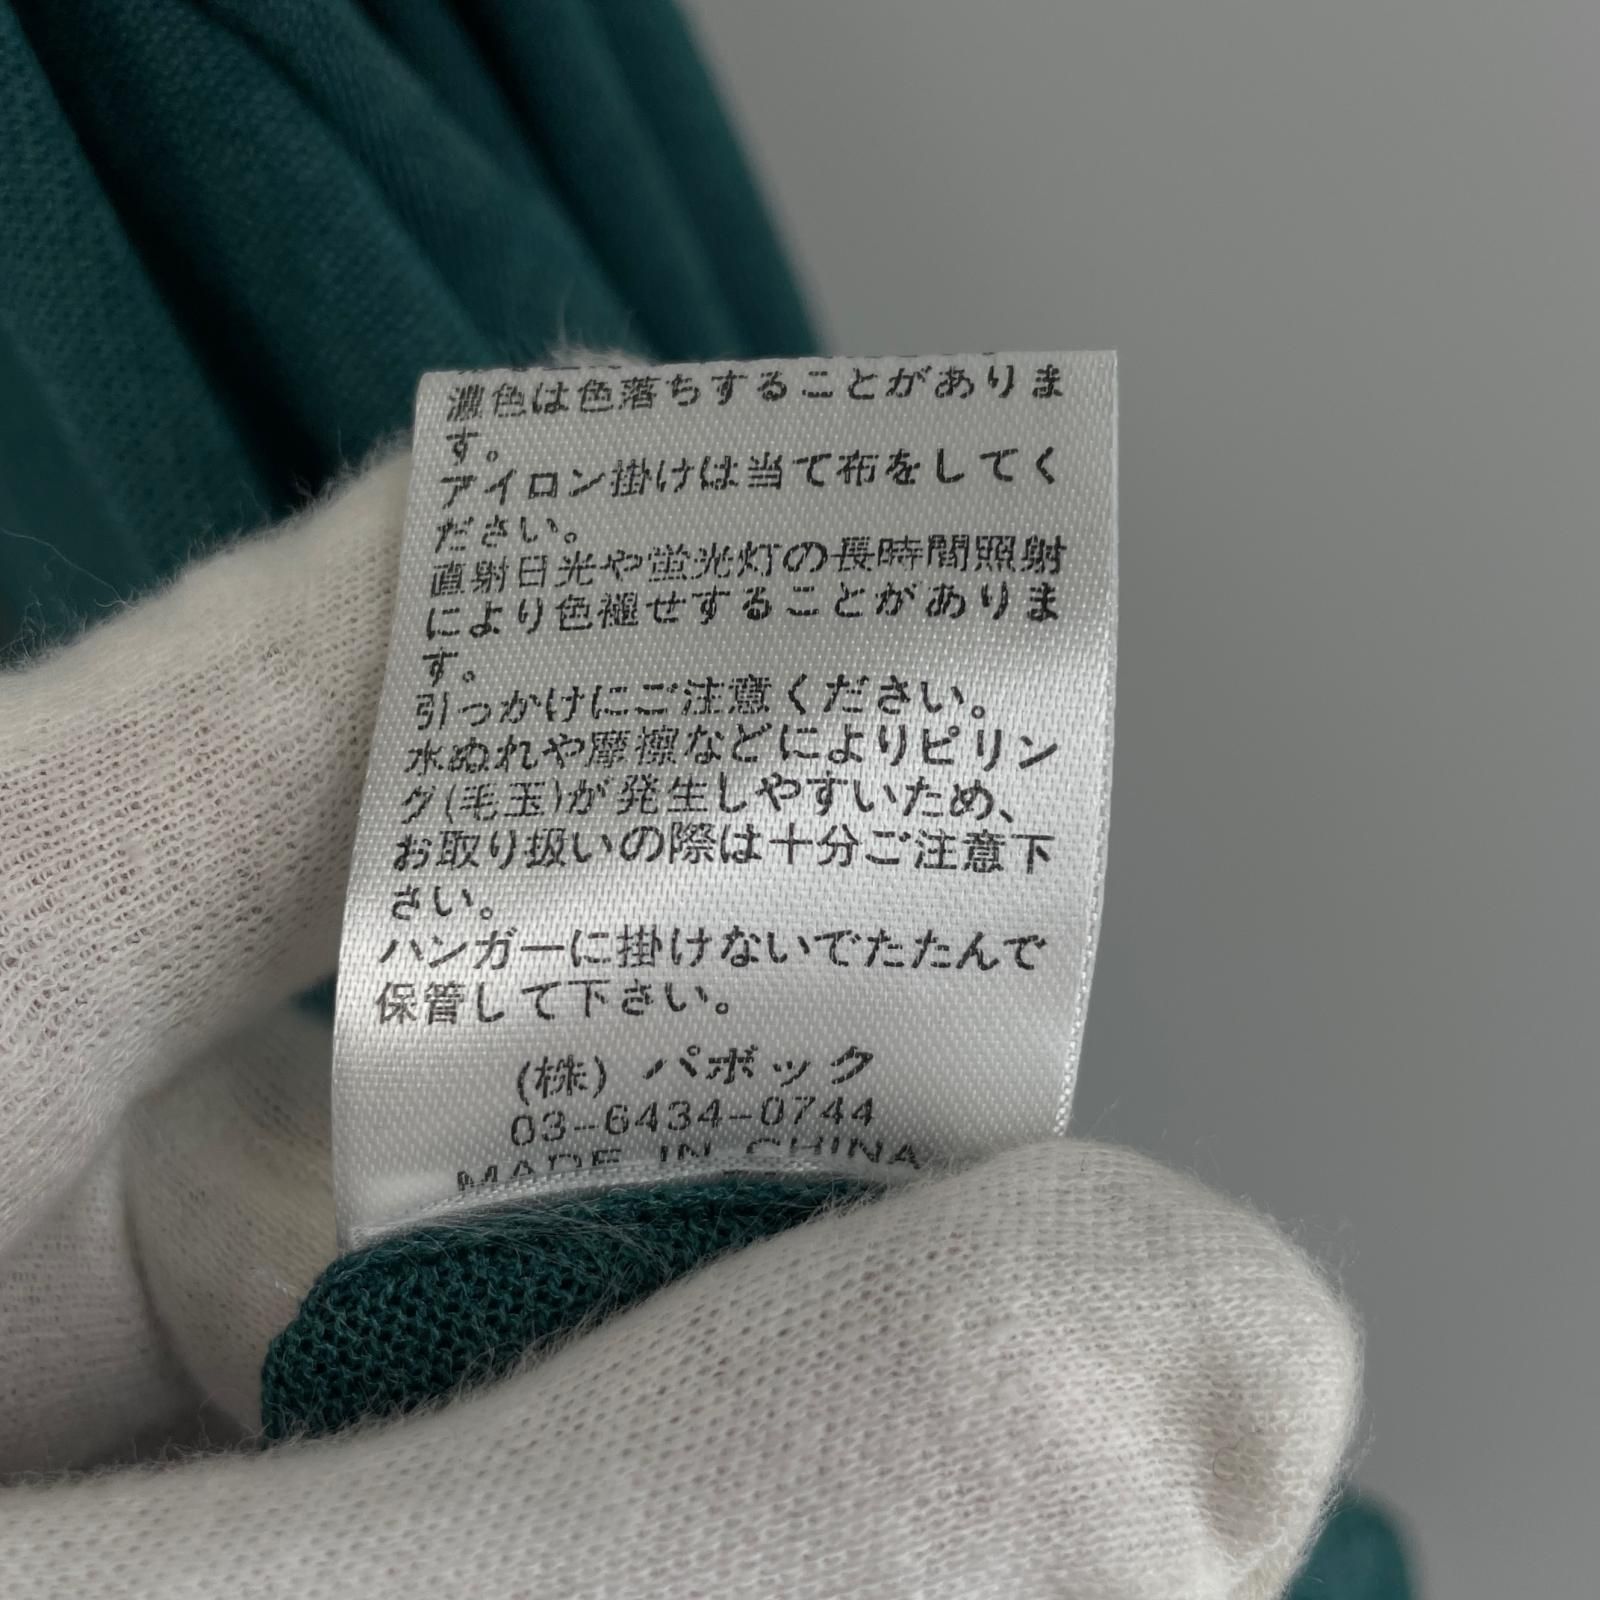 濃色は色落ちすることがありま
す。
アイロン掛けは当て布をしてく
ださい。
直射日光や蛍光灯の長時間照射
により色褪せすることがありま
す。
引っかけにご注意ください。
水ぬれや摩擦などによりピリン
グ(毛玉)が発生しやすいため、
お取り扱いの際は十分ご注意下
さい。
ハンガーに掛けないでたたんで
保管して下さい。
(株) パボック
03-6434-0744
MADE IN CHINA